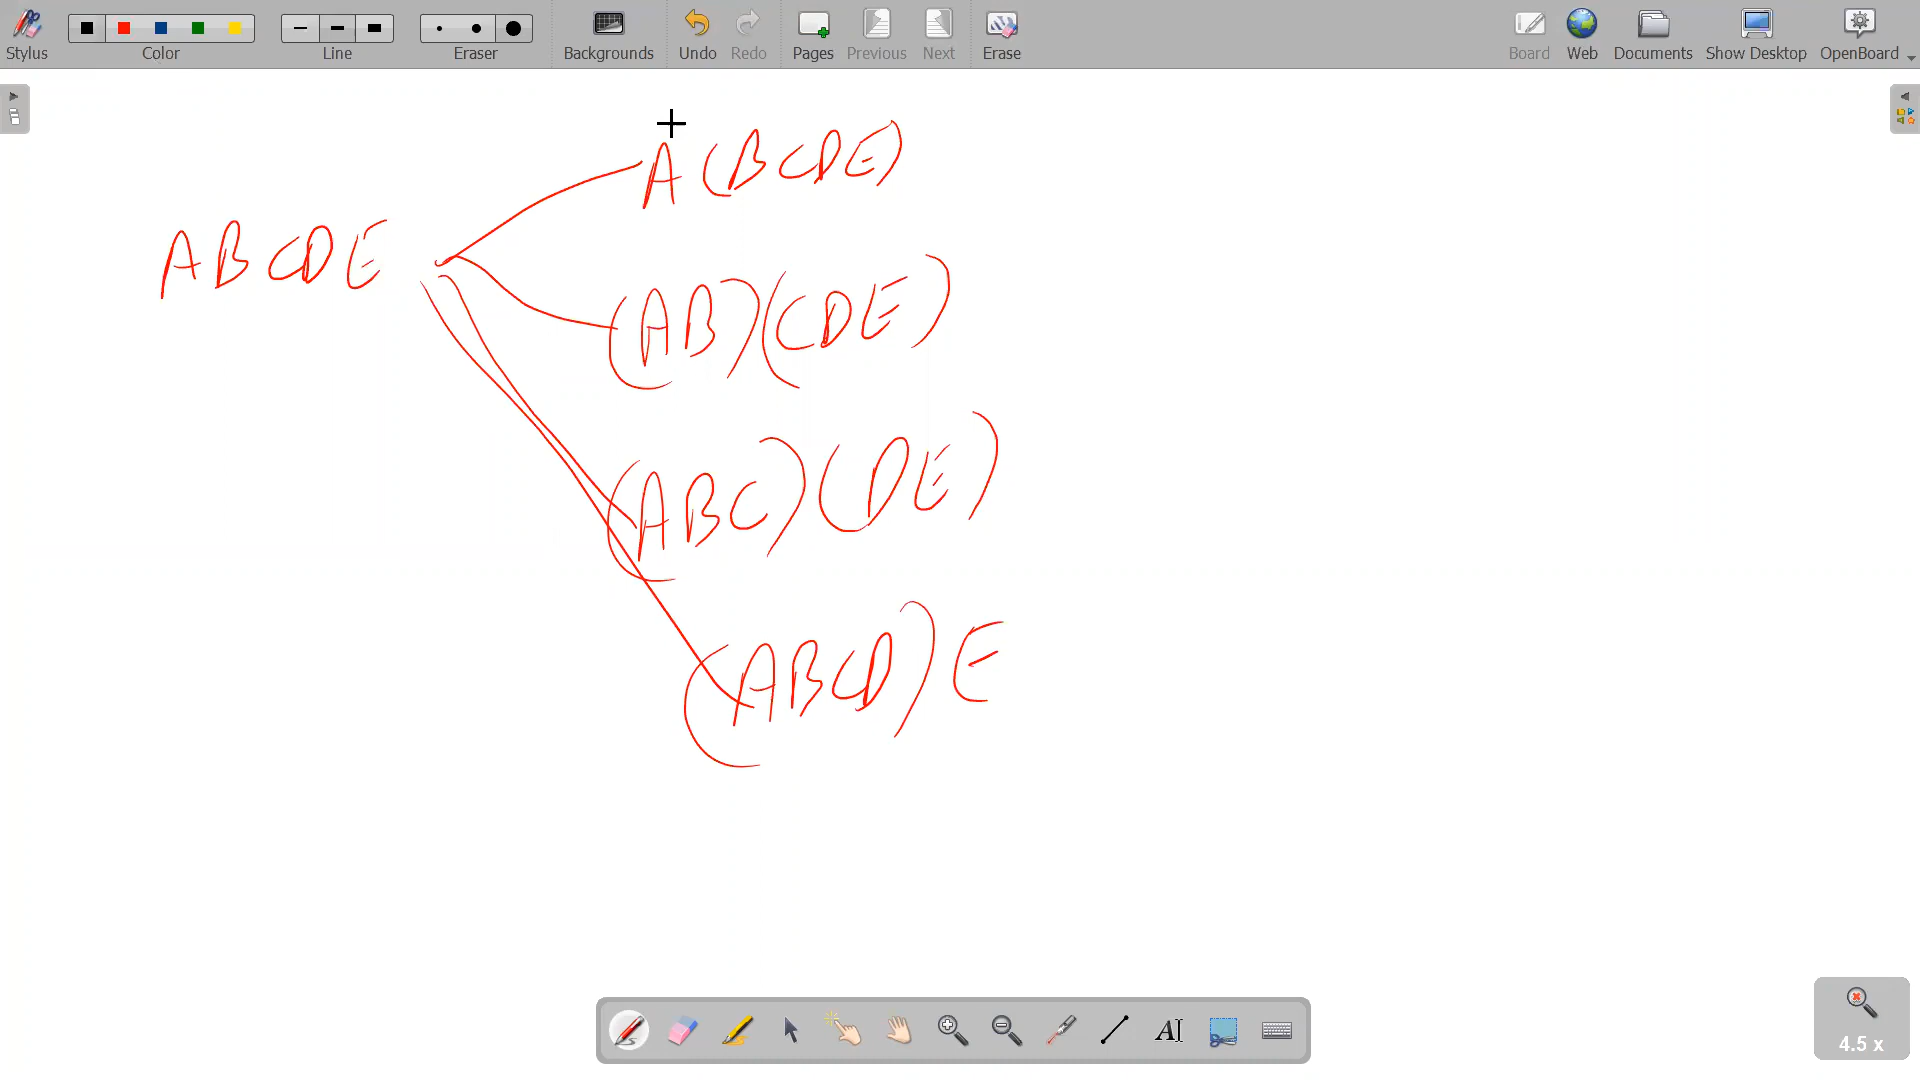 Stylus Color Line Eraser Backgrounds Undo Redo Pages Previous Next Erase Board Web Documents Show Desktop OpenBoard
A(BCDE)
ABCDE
(AB)(CDE)
(ABC)(DE)
(ABCD)E
4.5 x